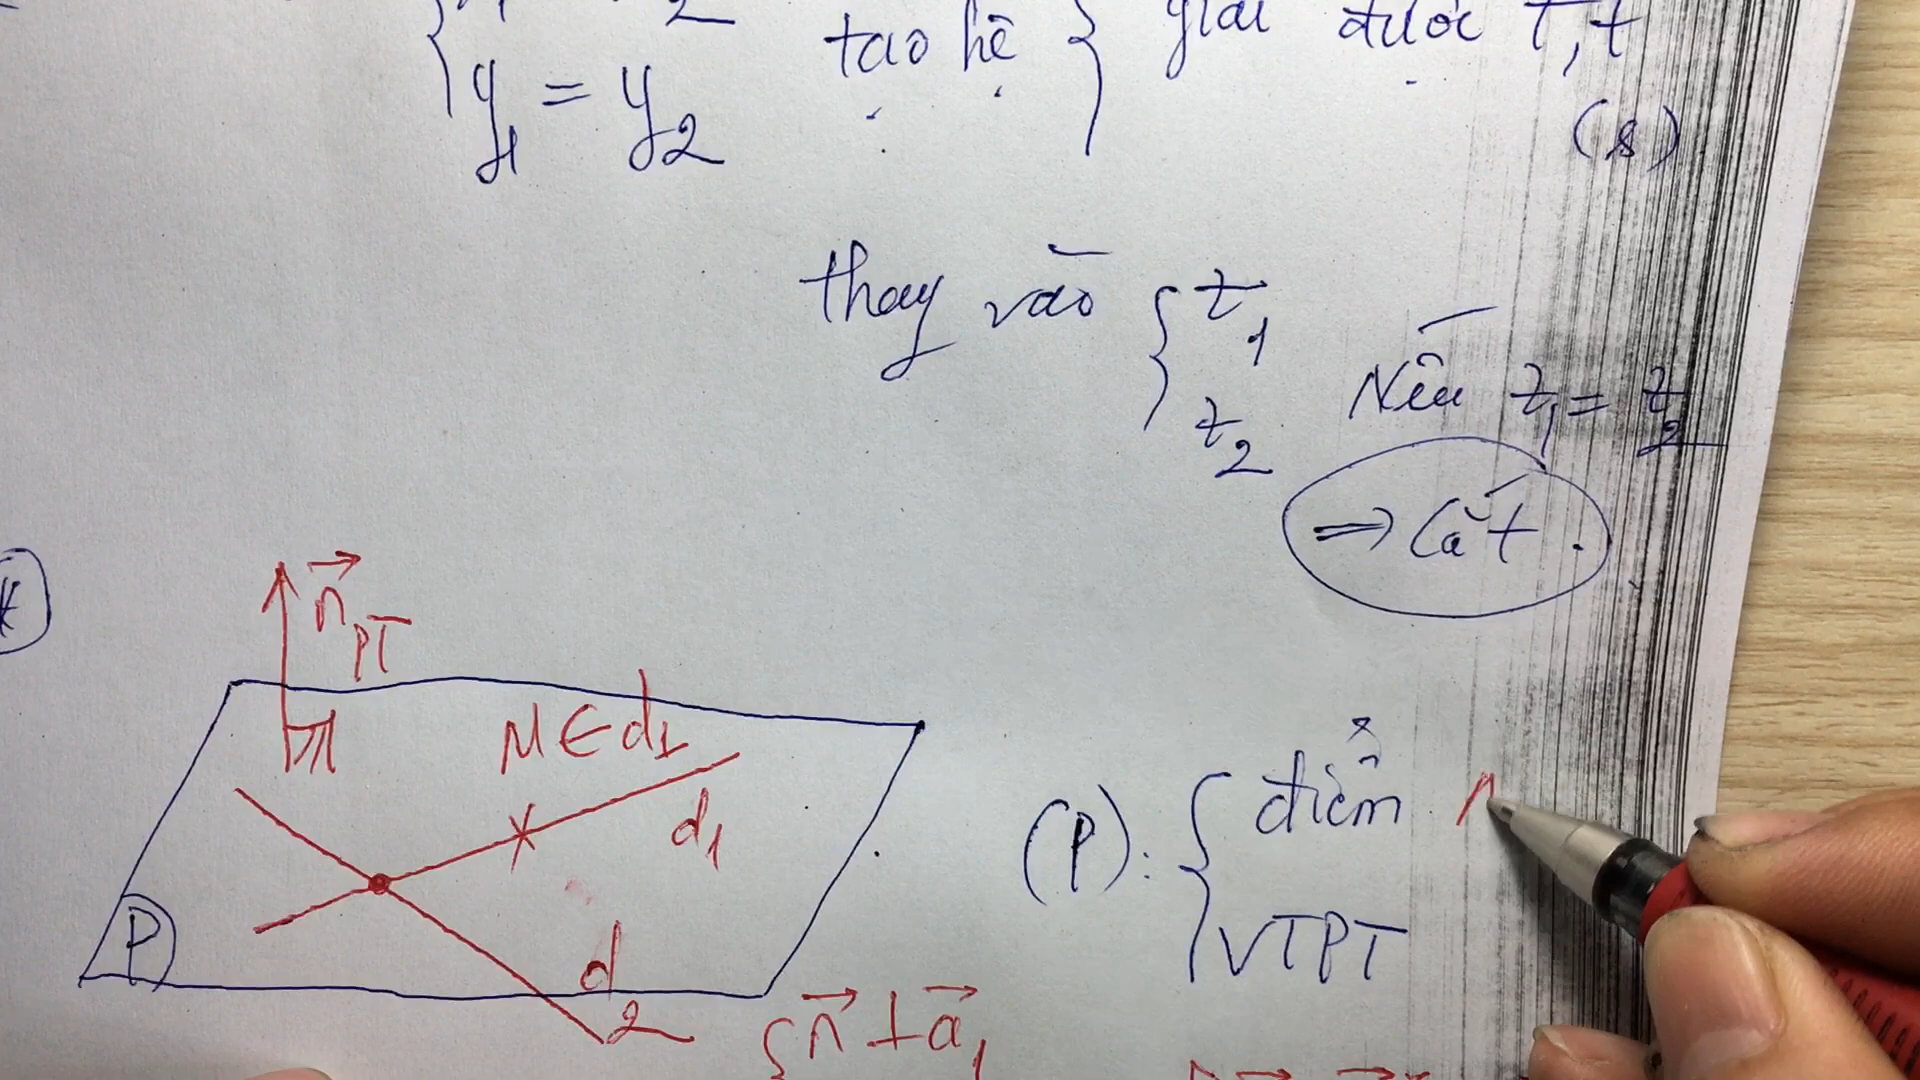 y₁ = y₂ tạo hệ { giải được T, t
(s)
thay vào { z₁
z₂
Nếu z₁ = z₂
⇒ Cắt.
n⃗ PT
M ∈ d₁
d₁
d₂
(P)
(P): { điểm
VTPT
{ n⃗ ⊥ a⃗₁